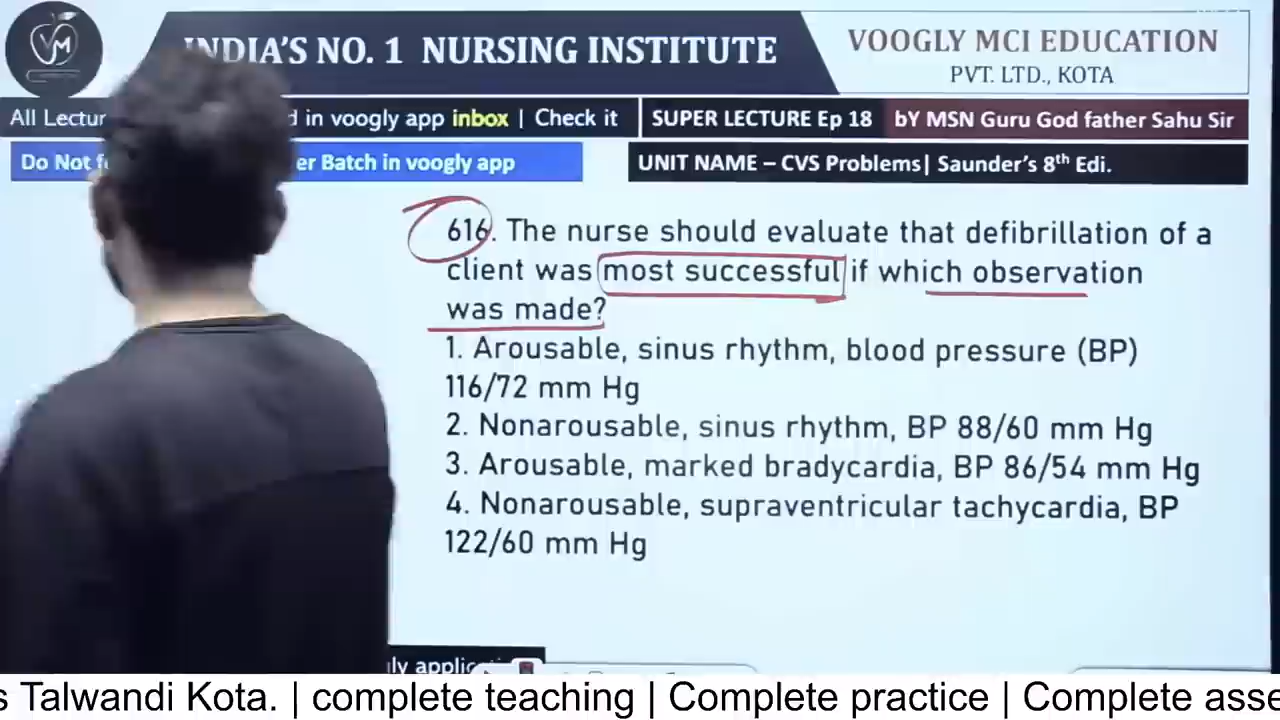 VM
INDIA'S NO. 1 NURSING INSTITUTE
VOOGLY MCI EDUCATION
PVT. LTD., KOTA
All in voogly app inbox | Check it
SUPER LECTURE Ep 18 bY MSN Guru God father Sahu Sir
Do Not Batch in voogly app
UNIT NAME – CVS Problems| Saunder's 8th Edi.
616. The nurse should evaluate that defibrillation of a
client was most successful if which observation
was made?
1. Arousable, sinus rhythm, blood pressure (BP)
116/72 mm Hg
2. Nonarousable, sinus rhythm, BP 88/60 mm Hg
3. Arousable, marked bradycardia, BP 86/54 mm Hg
4. Nonarousable, supraventricular tachycardia, BP
122/60 mm Hg
s Talwandi Kota. | complete teaching | Complete practice | Complete asse